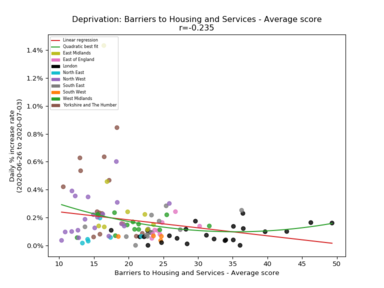 Deprivation: Barriers to Housing and Services - Average score
r=-0.235
Linear regression
Quadratic best fit
East Midlands
East of England
London
North East
North West
South East
South West
West Midlands
Yorkshire and The Humber
1.4%
1.2%
1.0%
0.8%
0.6%
0.4%
0.2%
0.0%
Daily % increase rate
(2020-06-26 to 2020-07-03)
10 15 20 25 30 35 40 45 50
Barriers to Housing and Services - Average score